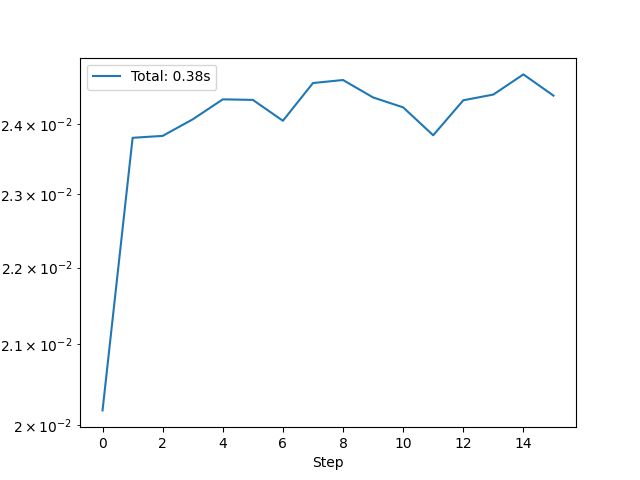 Total: 0.38s
2.4 × 10⁻²
2.3 × 10⁻²
2.2 × 10⁻²
2.1 × 10⁻²
2 × 10⁻²
0 2 4 6 8 10 12 14
Step